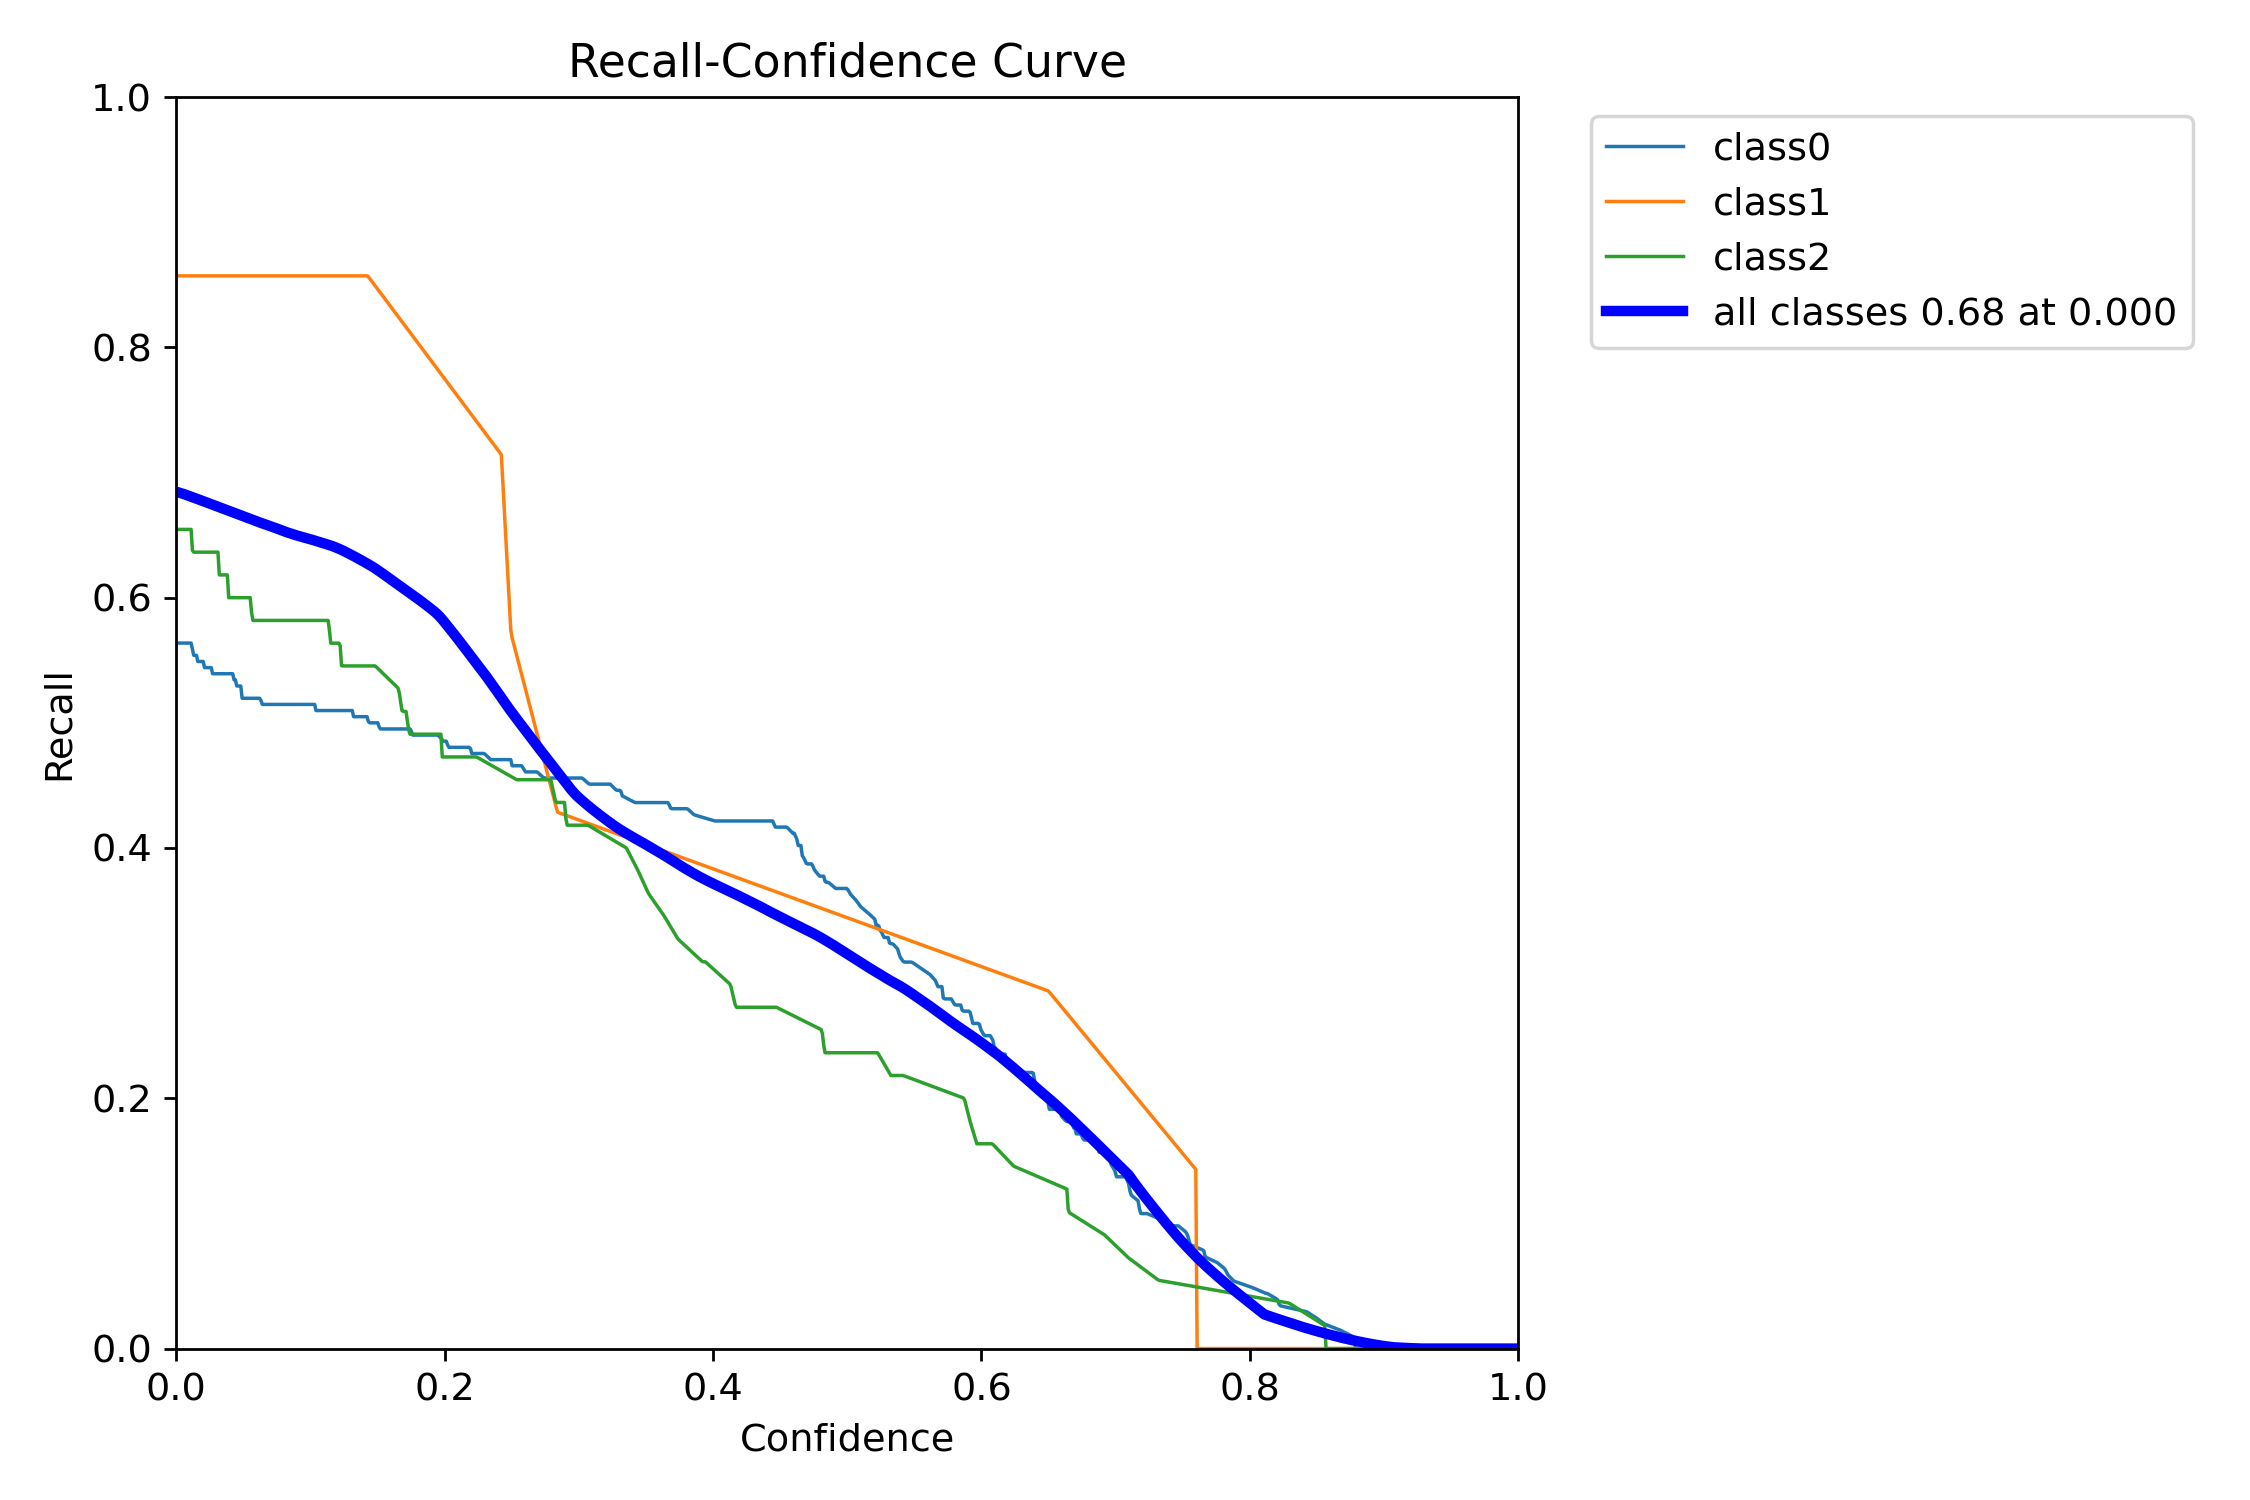 Recall-Confidence Curve
1.0
0.8
0.6
0.4
0.2
0.0
Recall
0.0 0.2 0.4 0.6 0.8 1.0
Confidence
class0
class1
class2
all classes 0.68 at 0.000